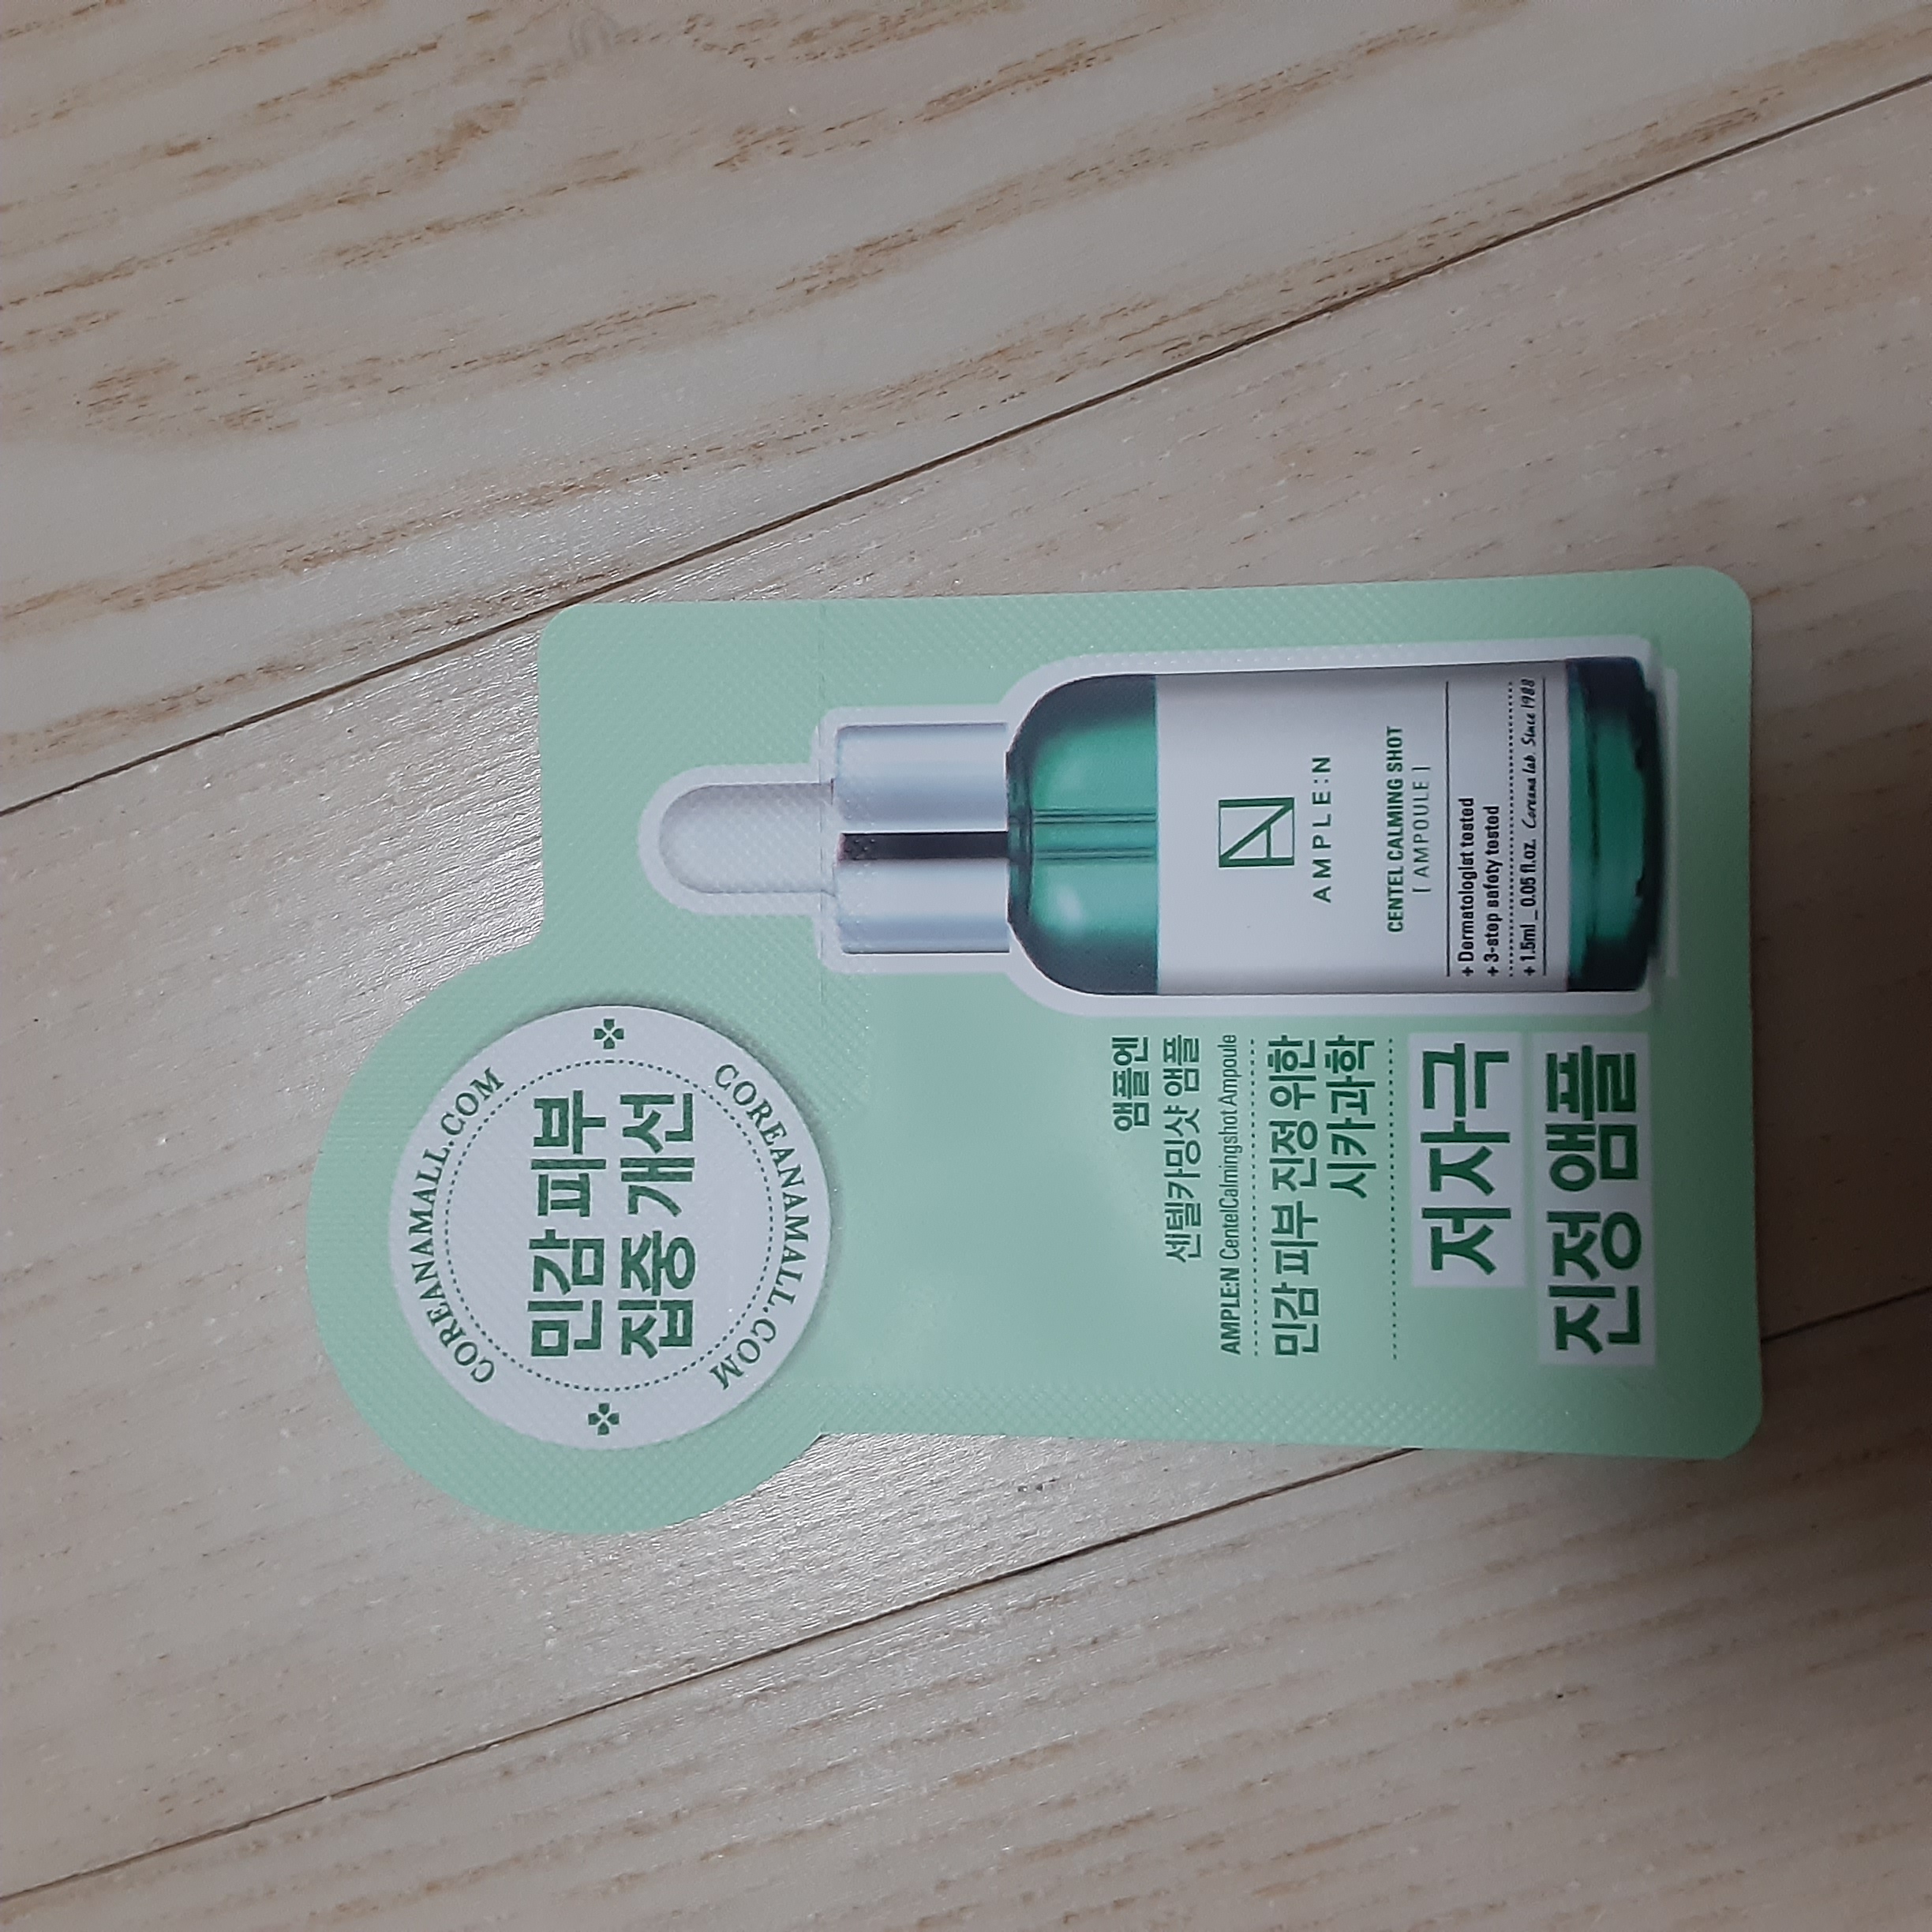 COREANAMALL.COM
민감 피부
집중 개선
COREANAMALL.COM
앰플엔
센텔카밍샷 앰플
AMPLE:N CentelCalmingshot Ampoule
민감 피부 진정 위한
시카과학
저자극
진정 앰플
AMPLE:N
CENTEL CALMING SHOT
[ AMPOULE ]
+ Dermatologist tested
+ 3-step safety tested
+ 1.5ml _ 0.05 fl.oz. Coreana lab. Since 1988